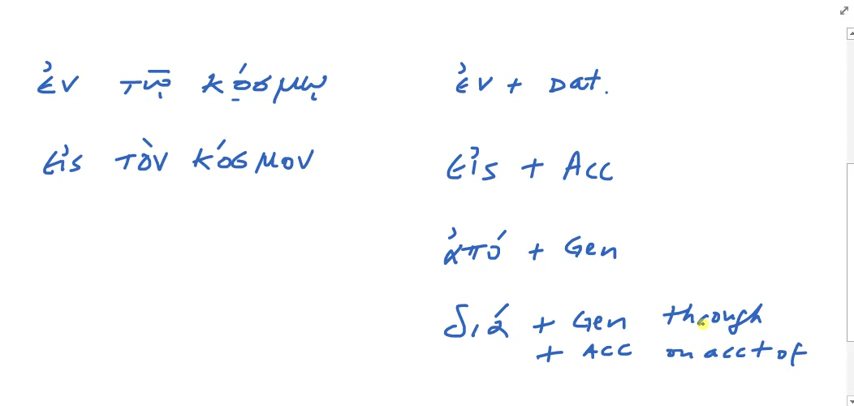 ἐν τῷ κόσμῳ
εἰς τὸν κόσμον
ἐν + Dat.
εἰς + Acc
ἀπό + Gen
διά + Gen through
+ Acc on acct of